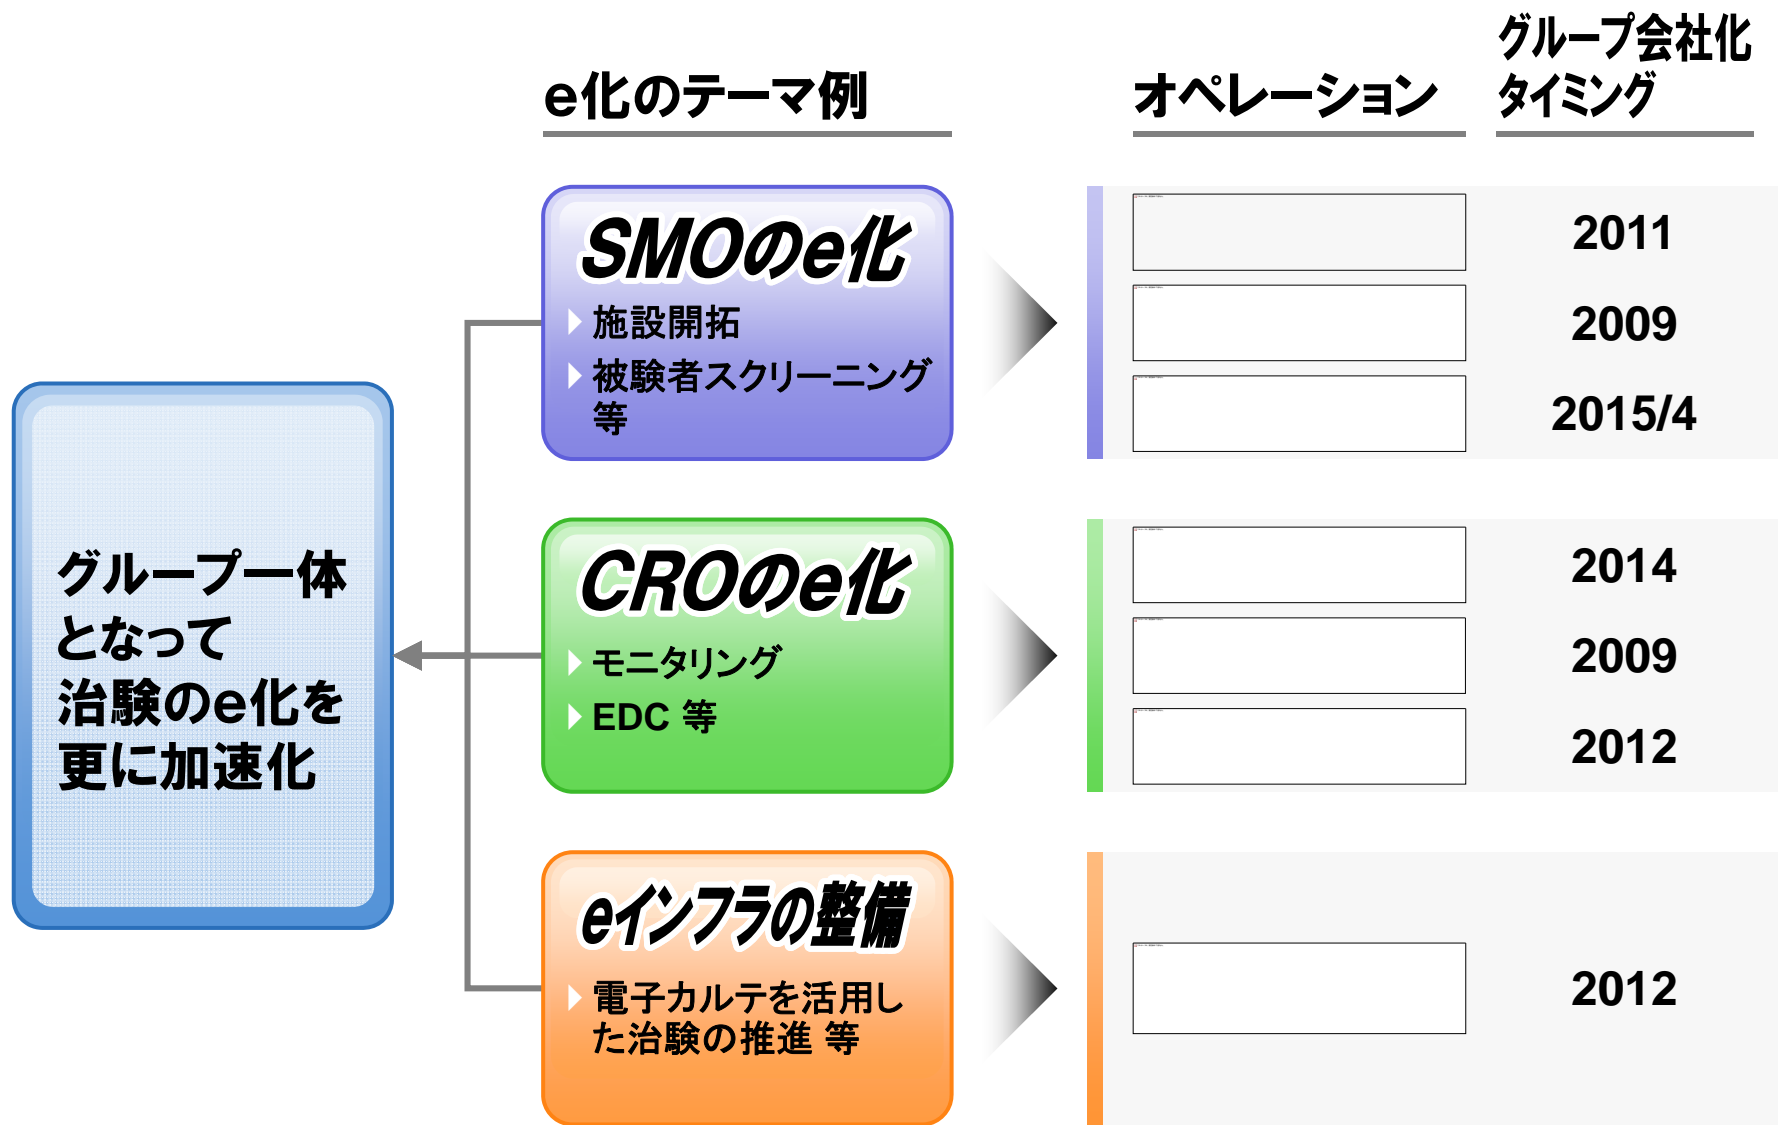 e化のテーマ例
オペレーション
グループ会社化
タイミング
グループ一体
となって
治験のe化を
更に加速化
SMOのe化
施設開拓
被験者スクリーニング
等
2011
2009
2015/4
CROのe化
モニタリング
EDC 等
2014
2009
2012
eインフラの整備
電子カルテを活用し
た治験の推進 等
2012